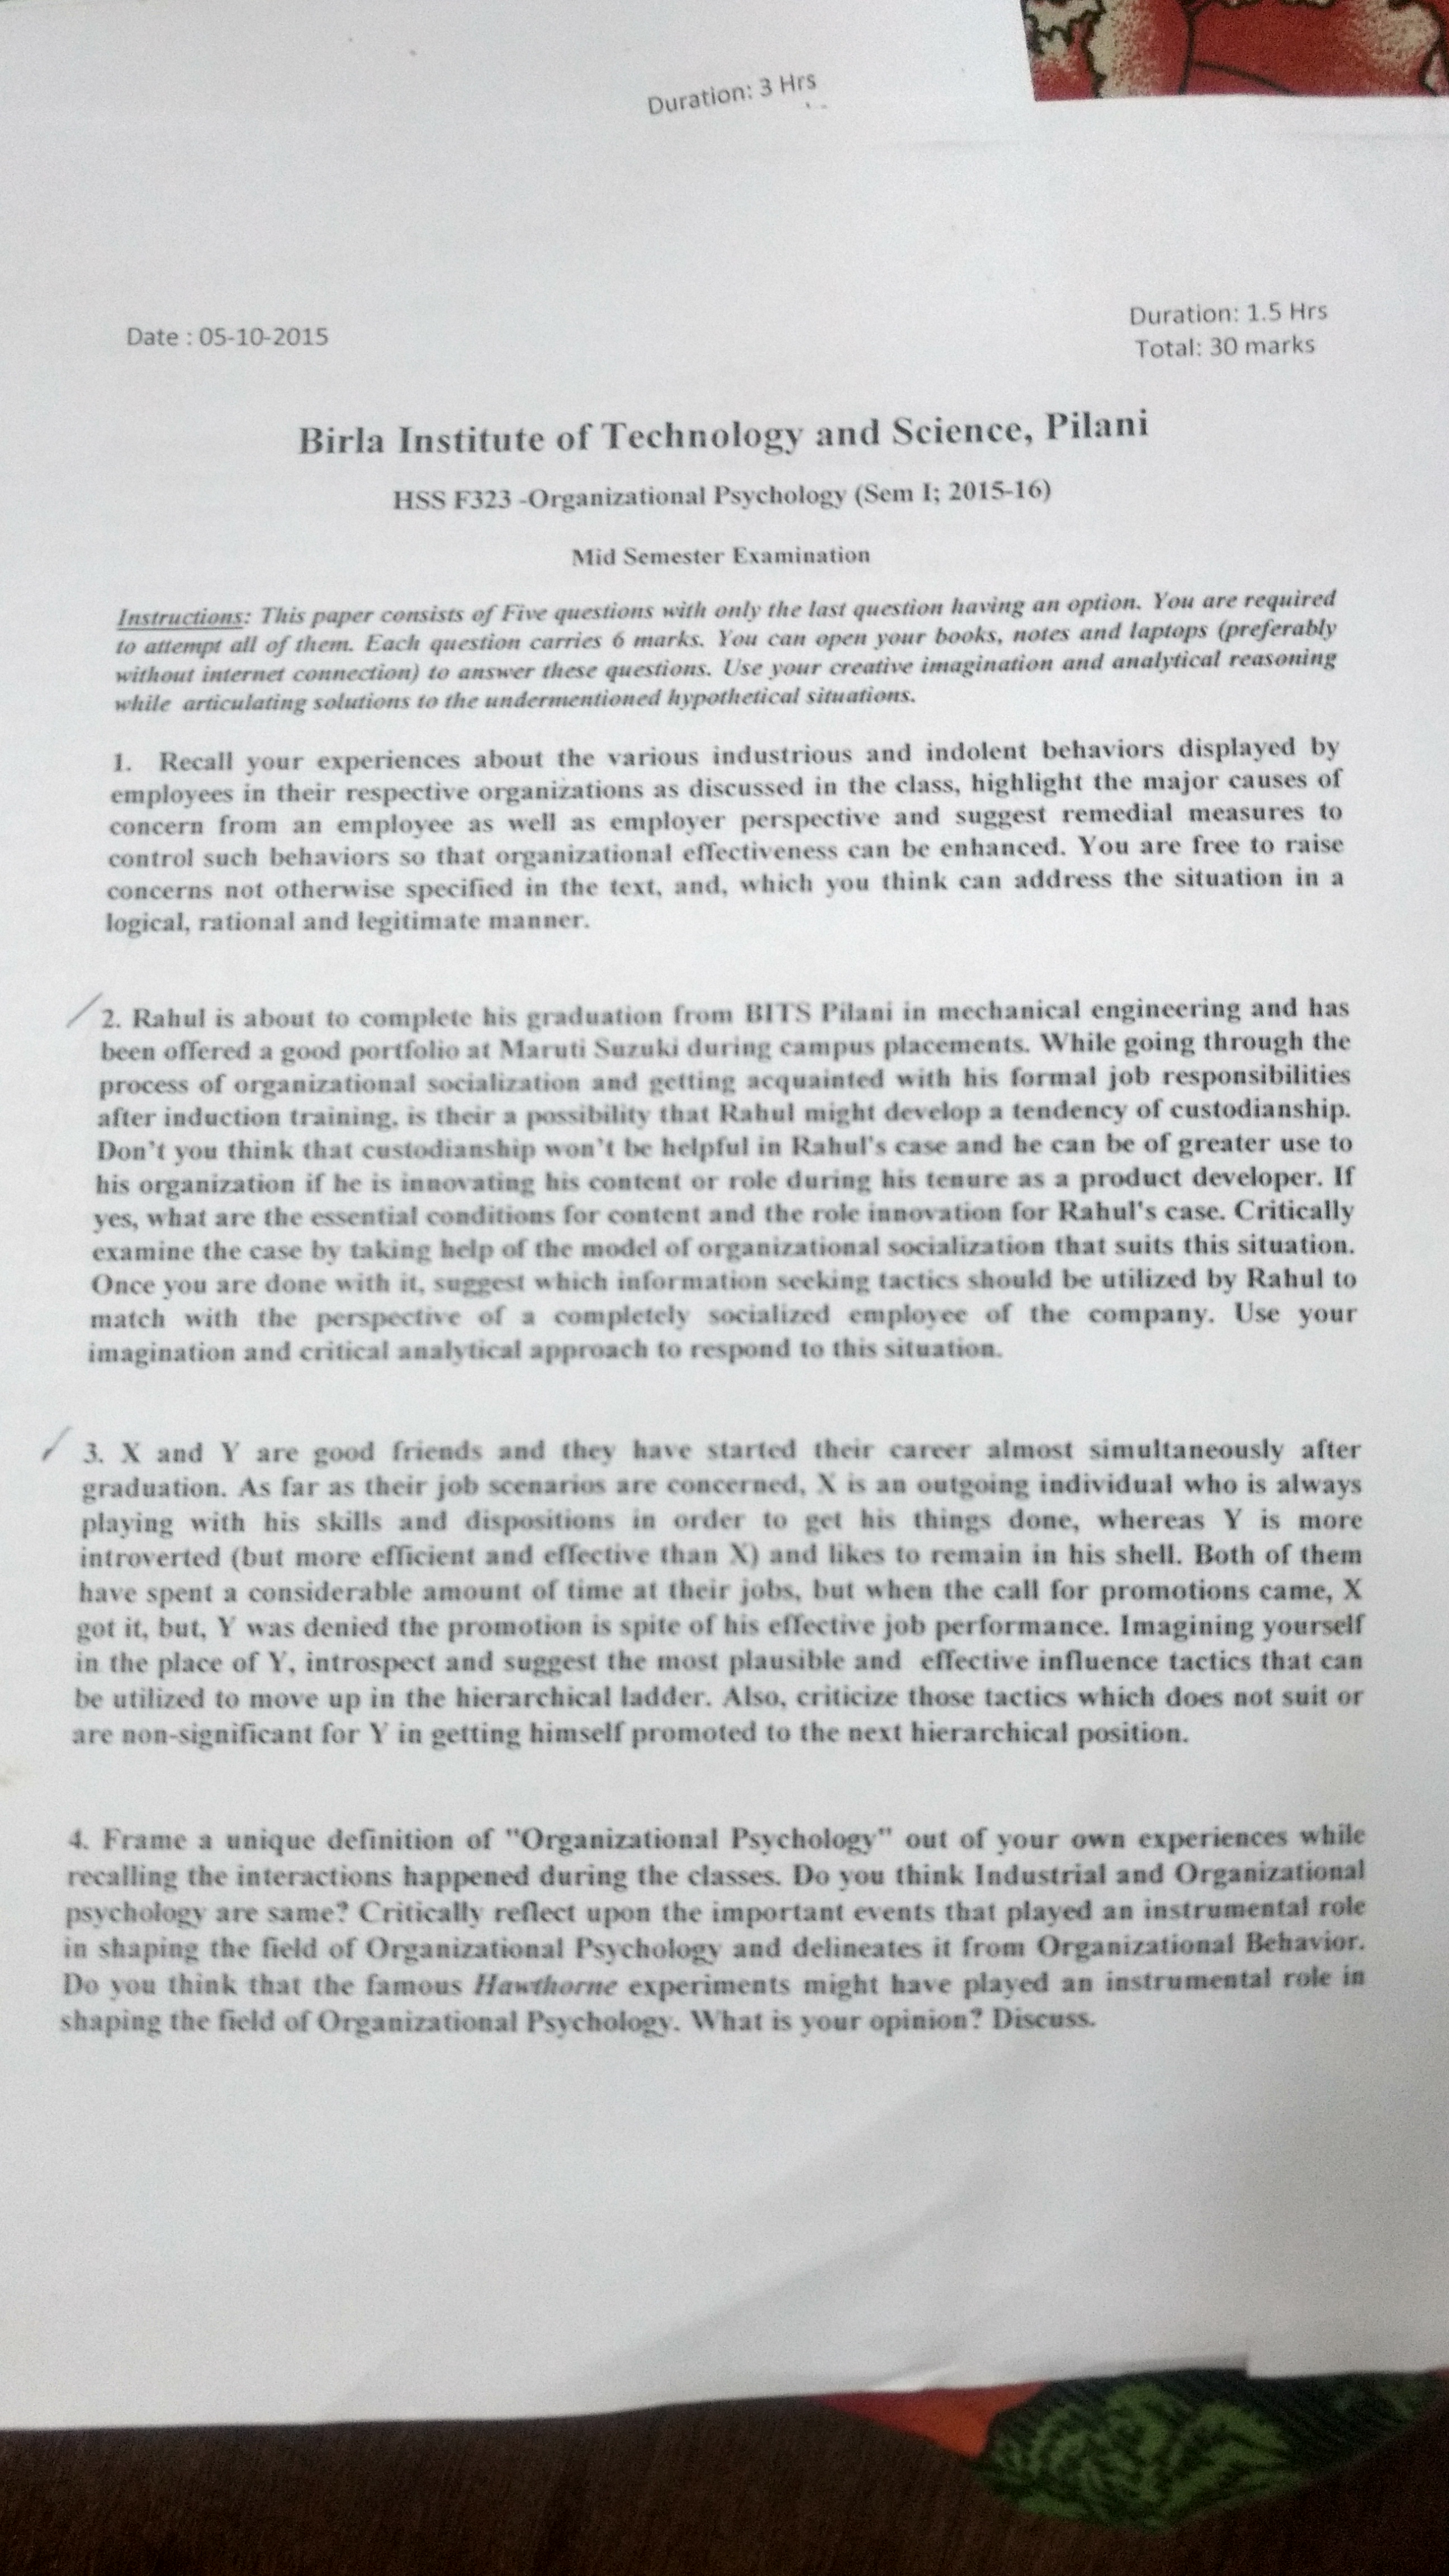 Duration: 3 Hrs
Date : 05-10-2015
Duration: 1.5 Hrs
Total: 30 marks
Birla Institute of Technology and Science, Pilani
HSS F323 -Organizational Psychology (Sem I; 2015-16)
Mid Semester Examination
Instructions: This paper consists of Five questions with only the last question having an option. You are required
to attempt all of them. Each question carries 6 marks. You can open your books, notes and laptops (preferably
without internet connection) to answer these questions. Use your creative imagination and analytical reasoning
while articulating solutions to the undermentioned hypothetical situations.
1. Recall your experiences about the various industrious and indolent behaviors displayed by
employees in their respective organizations as discussed in the class, highlight the major causes of
concern from an employee as well as employer perspective and suggest remedial measures to
control such behaviors so that organizational effectiveness can be enhanced. You are free to raise
concerns not otherwise specified in the text, and, which you think can address the situation in a
logical, rational and legitimate manner.
2. Rahul is about to complete his graduation from BITS Pilani in mechanical engineering and has
been offered a good portfolio at Maruti Suzuki during campus placements. While going through the
process of organizational socialization and getting acquainted with his formal job responsibilities
after induction training, is their a possibility that Rahul might develop a tendency of custodianship.
Don't you think that custodianship won't be helpful in Rahul's case and he can be of greater use to
his organization if he is innovating his content or role during his tenure as a product developer. If
yes, what are the essential conditions for content and the role innovation for Rahul's case. Critically
examine the case by taking help of the model of organizational socialization that suits this situation.
Once you are done with it, suggest which information seeking tactics should be utilized by Rahul to
match with the perspective of a completely socialized employee of the company. Use your
imagination and critical analytical approach to respond to this situation.
3. X and Y are good friends and they have started their career almost simultaneously after
graduation. As far as their job scenarios are concerned, X is an outgoing individual who is always
playing with his skills and dispositions in order to get his things done, whereas Y is more
introverted (but more efficient and effective than X) and likes to remain in his shell. Both of them
have spent a considerable amount of time at their jobs, but when the call for promotions came, X
got it, but, Y was denied the promotion is spite of his effective job performance. Imagining yourself
in the place of Y, introspect and suggest the most plausible and effective influence tactics that can
be utilized to move up in the hierarchical ladder. Also, criticize those tactics which does not suit or
are non-significant for Y in getting himself promoted to the next hierarchical position.
4. Frame a unique definition of "Organizational Psychology" out of your own experiences while
recalling the interactions happened during the classes. Do you think Industrial and Organizational
psychology are same? Critically reflect upon the important events that played an instrumental role
in shaping the field of Organizational Psychology and delineates it from Organizational Behavior.
Do you think that the famous Hawthorne experiments might have played an instrumental role in
shaping the field of Organizational Psychology. What is your opinion? Discuss.